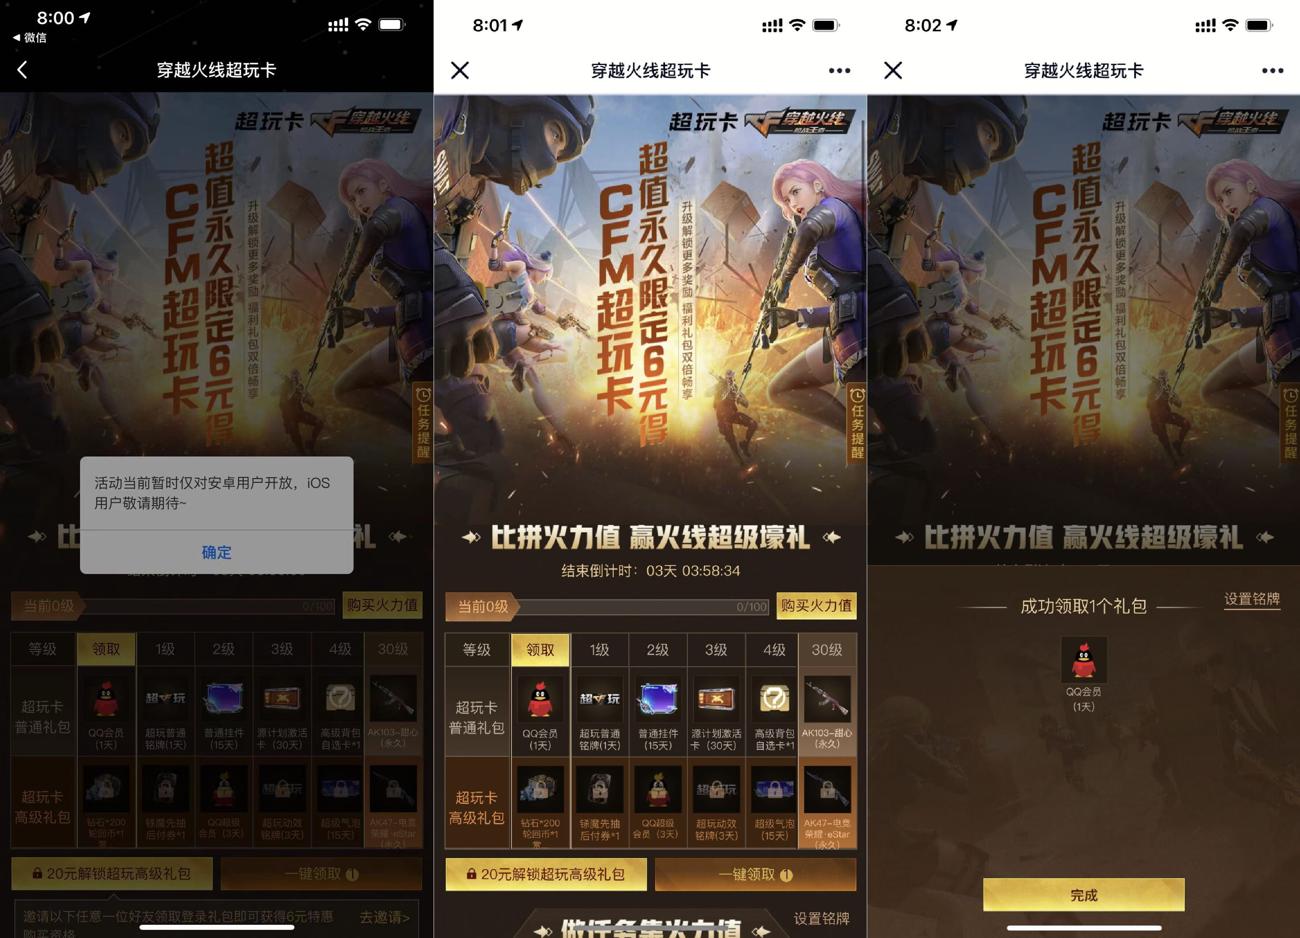 8:00
微信
穿越火线超玩卡
超玩卡
穿越火线
枪战王者
超值永久限定6元得
CFM超玩卡
升级解锁更多奖励 福利礼包双倍畅享
任务提醒
活动当前暂时仅对安卓用户开放，iOS
用户敬请期待~
确定
当前0级
0/100
购买火力值
等级 领取 1级 2级 3级 4级 30级
超玩卡
普通礼包
QQ会员
(1天)
超玩普通
铭牌(1天)
普通挂件
(15天)
源计划激活
卡（30天）
高级背包
自选卡*1
AK103-甜心
(永久)
超玩卡
高级礼包
钻石*200
轮回币*1
后付券*1
QQ超级
会员（3天）
超玩动效
铭牌(3天)
超级气泡
(15天)
AK47-电竞
荣耀·eStar
(永久)
20元解锁超玩高级礼包
一键领取 1
邀请以下任意一位好友领取登录礼包即可获得6元特惠
购买资格
去邀请>
8:01
穿越火线超玩卡
超玩卡
穿越火线
枪战王者
超值永久限定6元得
CFM超玩卡
升级解锁更多奖励 福利礼包双倍畅享
任务提醒
比拼火力值 赢火线超级壕礼
结束倒计时：03天 03:58:34
当前0级
0/100
购买火力值
等级 领取 1级 2级 3级 4级 30级
超玩卡
普通礼包
QQ会员
(1天)
超玩普通
铭牌(1天)
普通挂件
(15天)
源计划激活
卡（30天）
高级背包
自选卡*1
AK103-甜心
(永久)
超玩卡
高级礼包
钻石*200
轮回币*1
后付券*1
QQ超级
会员（3天）
超玩动效
铭牌(3天)
超级气泡
(15天)
AK47-电竞
荣耀·eStar
(永久)
20元解锁超玩高级礼包
一键领取 1
做任务集火力值
设置铭牌
8:02
穿越火线超玩卡
超玩卡
穿越火线
枪战王者
超值永久限定6元得
CFM超玩卡
升级解锁更多奖励 福利礼包双倍畅享
任务提醒
比拼火力值 赢火线超级壕礼
成功领取1个礼包
设置铭牌
QQ会员
(1天)
完成